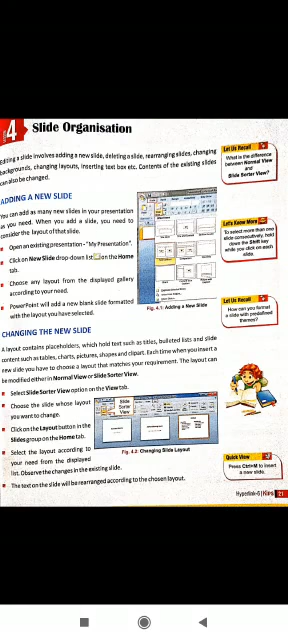 4 Slide Organisation
Editing a slide involves adding a new slide, deleting a slide, rearranging slides, changing
backgrounds, changing layouts, inserting text box etc. Contents of the existing slides
can also be changed.
Let Us Recall
What is the difference
between Normal View
and
Slide Sorter View?
ADDING A NEW SLIDE
You can add as many new slides in your presentation
as you need. When you add a slide, you need to
consider the layout of that slide.
Open an existing presentation - "My Presentation".
Click on New Slide drop-down list on the Home
tab.
Choose any layout from the displayed gallery
according to your need.
PowerPoint will add a new blank slide formatted
with the layout you have selected.
Fig. 4.1: Adding a New Slide
Let's Know More
To select more than one
slide consecutively, hold
down the Shift key
while you click on each
slide.
Let Us Recall
How can you format
a slide with predefined
themes?
CHANGING THE NEW SLIDE
A layout contains placeholders, which hold text such as titles, bulleted lists and slide
content such as tables, charts, pictures, shapes and clipart. Each time when you insert a
new slide you have to choose a layout that matches your requirement. The layout can
be modified either in Normal View or Slide Sorter View.
Select Slide Sorter View option on the View tab.
Choose the slide whose layout
you want to change.
Click on the Layout button in the
Slides group on the Home tab.
Select the layout according to
your need from the displayed
list. Observe the changes in the existing slide.
The text on the slide will be rearranged according to the chosen layout.
Slide
Sorter
View
Fig. 4.2: Changing Slide Layout
Quick View
Press Ctrl+M to insert
a new slide.
Hyperlink-6 | Kips 21